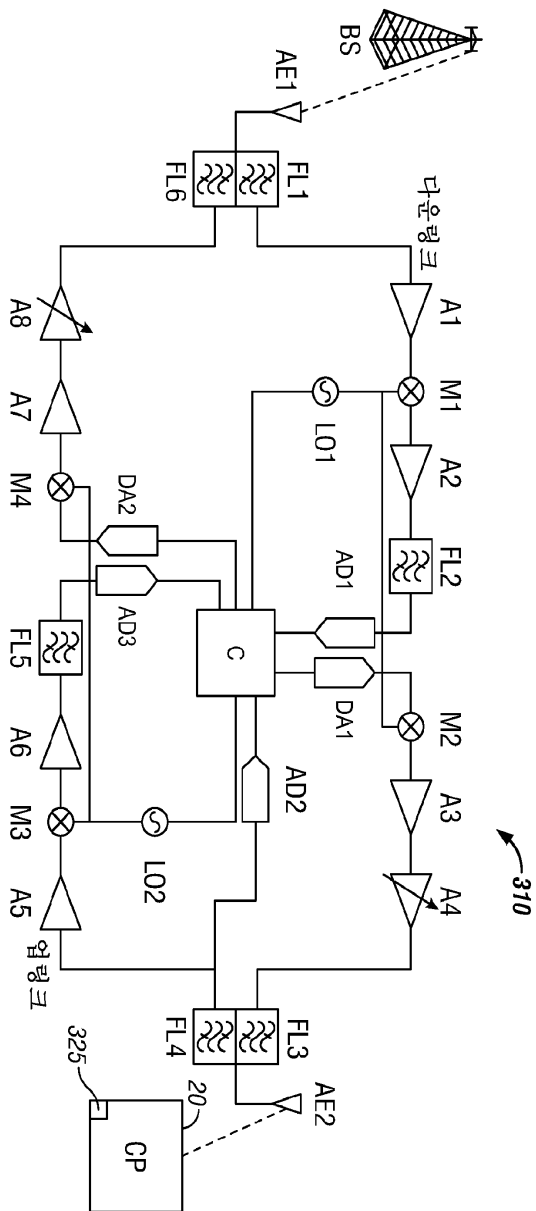 310
A1
M1
A2
FL2
M2
A3
A4
다운링크
BS
LO1
AD1
DA1
AE2
FL1
FL3
AD2
AE1
C
20
FL6
FL4
LO2
DA2
AD3
CP
325
업링크
A8
A7
M4
FL5
A6
M3
A5